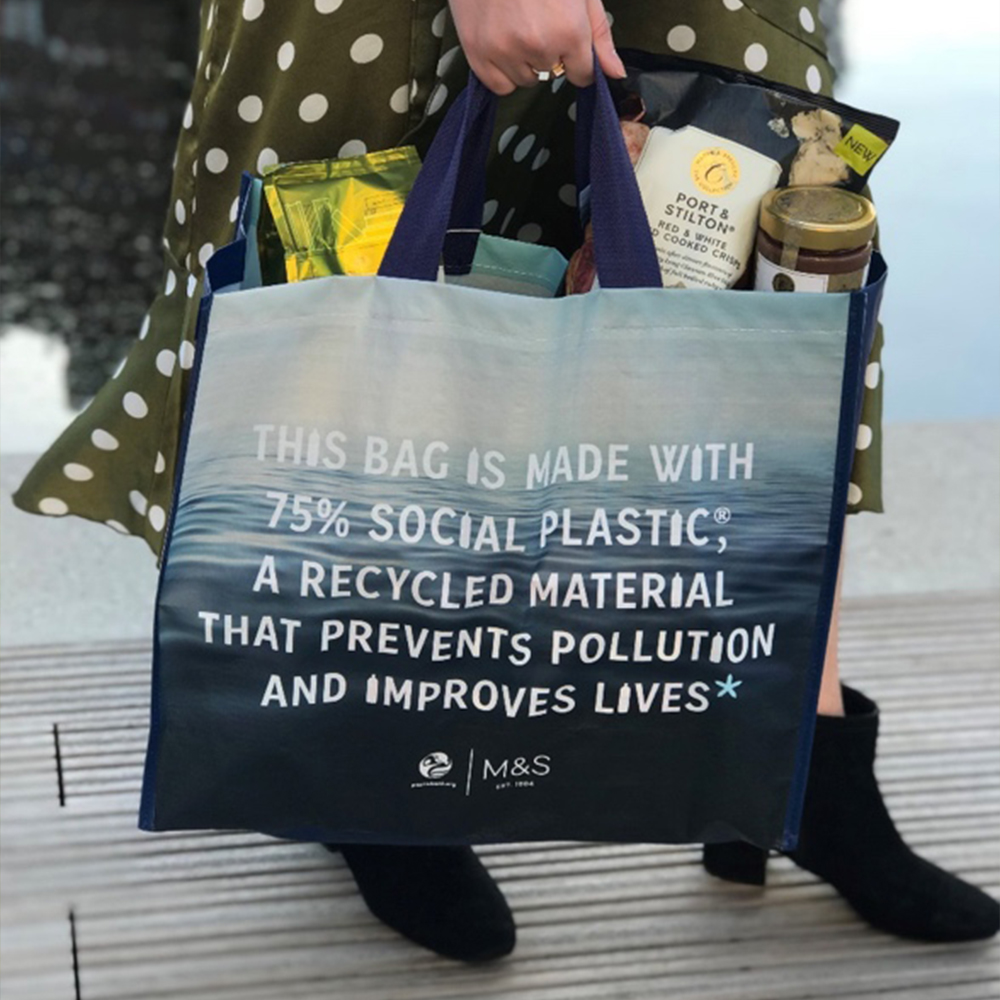 NEW
PORT &
STILTON®
RED & WHITE
COOKED CRISPS
THIS BAG IS MADE WITH
75% SOCIAL PLASTIC®,
A RECYCLED MATERIAL
THAT PREVENTS POLLUTION
AND IMPROVES LIVES*
M&S
EST. 1884